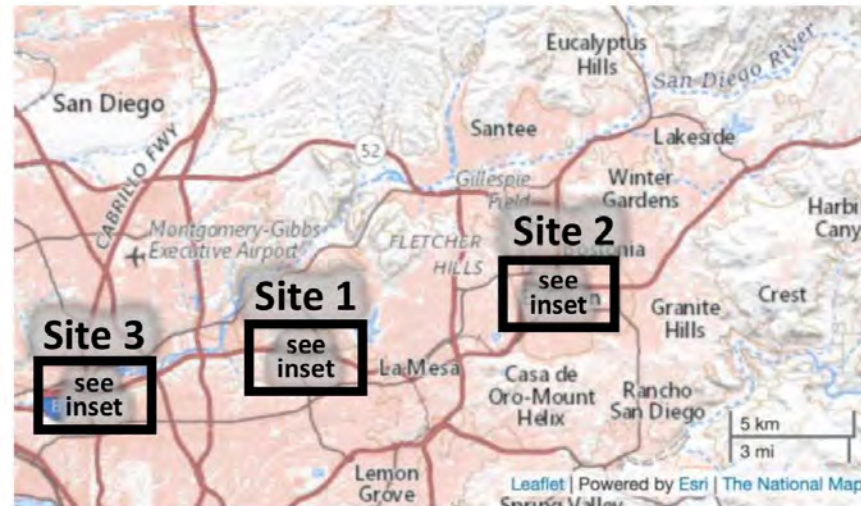 Eucalyptus
Hills
San Diego River
San Diego
CABRILLO FWY
52
Santee
Lakeside
Gillespie
Field
Winter
Gardens
Montgomery-Gibbs
Executive Airport
FLETCHER
HILLS
Site 2
see
inset
Harbi
Cany
Site 1
see
inset
Granite
Hills
Crest
Site 3
see
inset
La Mesa
Casa de
Oro-Mount
Helix
Rancho
San Diego
5 km
3 mi
Lemon
Grove
Leaflet | Powered by Esri | The National Map
Spring Valley